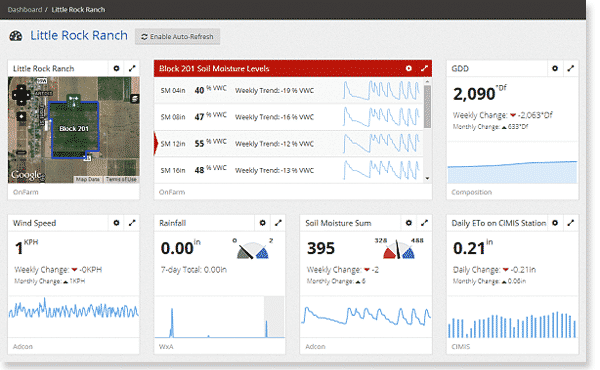 Dashboard / Little Rock Ranch
Little Rock Ranch
Enable Auto-Refresh
Little Rock Ranch
Block 201
Google
Map Data
Terms of Use
OnFarm
Block 201 Soil Moisture Levels
SM 04in 40 % VWC Weekly Trend: -19 % VWC
SM 08in 47 % VWC Weekly Trend: -16 % VWC
SM 12in 55 % VWC Weekly Trend: -12 % VWC
SM 16in 48 % VWC Weekly Trend: -13 % VWC
OnFarm
GDD
2,090 °Df
Weekly Change: -2,063°Df
Monthly Change: 633°Df
Composition
Wind Speed
1 KPH
Weekly Change: -0KPH
Monthly Change: 1KPH
Adcon
Rainfall
0.00 in
0 2
7-day Total: 0.00in
WxA
Soil Moisture Sum
395
328 488
Weekly Change: -2
Monthly Change: 6
Adcon
Daily ETo on CIMIS Station
0.21 in
Daily Change: -0.21in
Monthly Change: 0.06in
CIMIS